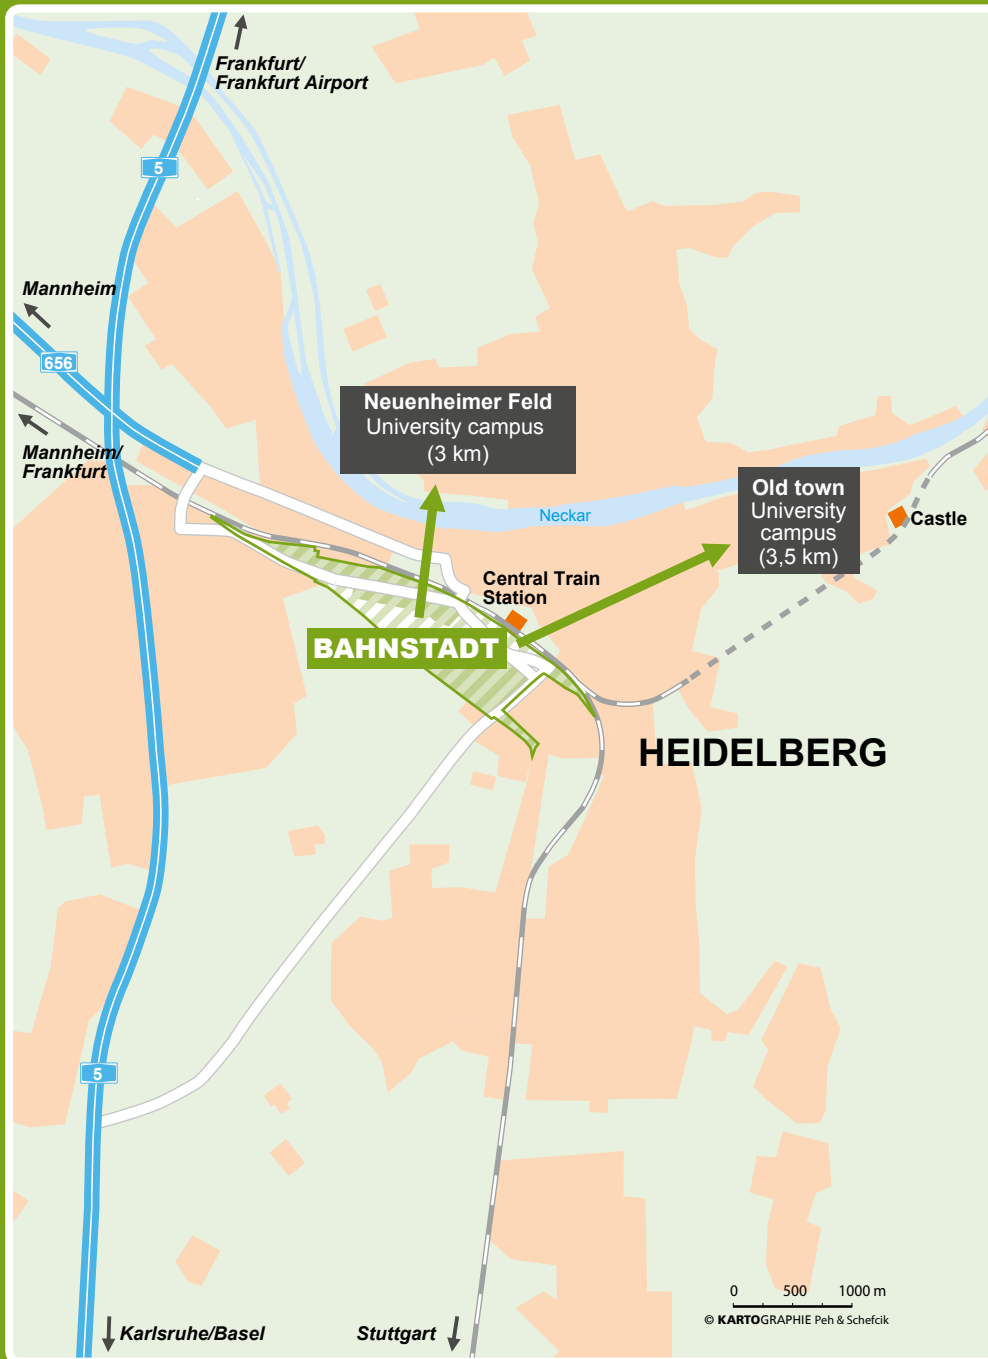 Frankfurt/
Frankfurt Airport
5
Mannheim
656
Mannheim/
Frankfurt
Neuenheimer Feld
University campus
(3 km)
Old town
University
campus
(3,5 km)
Neckar
Castle
Central Train
Station
BAHNSTADT
HEIDELBERG
5
0 500 1000 m
© KARTOGRAPHIE Peh & Schefcik
Karlsruhe/Basel
Stuttgart